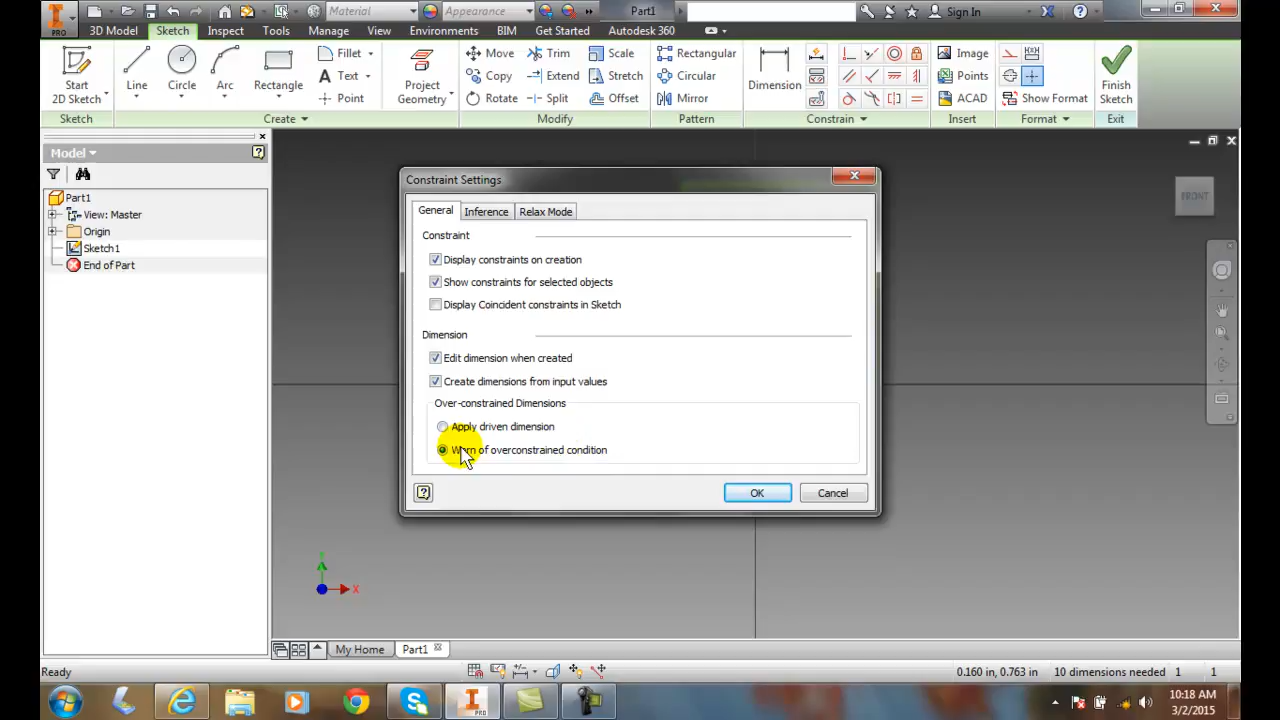 Material
Appearance
Part1
Sign In
PRO
3D Model
Sketch
Inspect
Tools
Manage
View
Environments
BIM
Get Started
Autodesk 360
Start
2D Sketch
Line
Circle
Arc
Rectangle
Fillet
Text
Point
Project
Geometry
Move
Copy
Rotate
Trim
Extend
Split
Scale
Stretch
Offset
Rectangular
Circular
Mirror
Dimension
Image
Points
ACAD
Show Format
Finish
Sketch
Sketch
Create
Modify
Pattern
Constrain
Insert
Format
Exit
Model
Part1
View: Master
Origin
Sketch1
End of Part
FRONT
Constraint Settings
General
Inference
Relax Mode
Constraint
Display constraints on creation
Show constraints for selected objects
Display Coincident constraints in Sketch
Dimension
Edit dimension when created
Create dimensions from input values
Over-constrained Dimensions
Apply driven dimension
Warn of overconstrained condition
OK
Cancel
Y
X
My Home
Part1
Ready
0.160 in, 0.763 in
10 dimensions needed
1
1
10:18 AM
3/2/2015